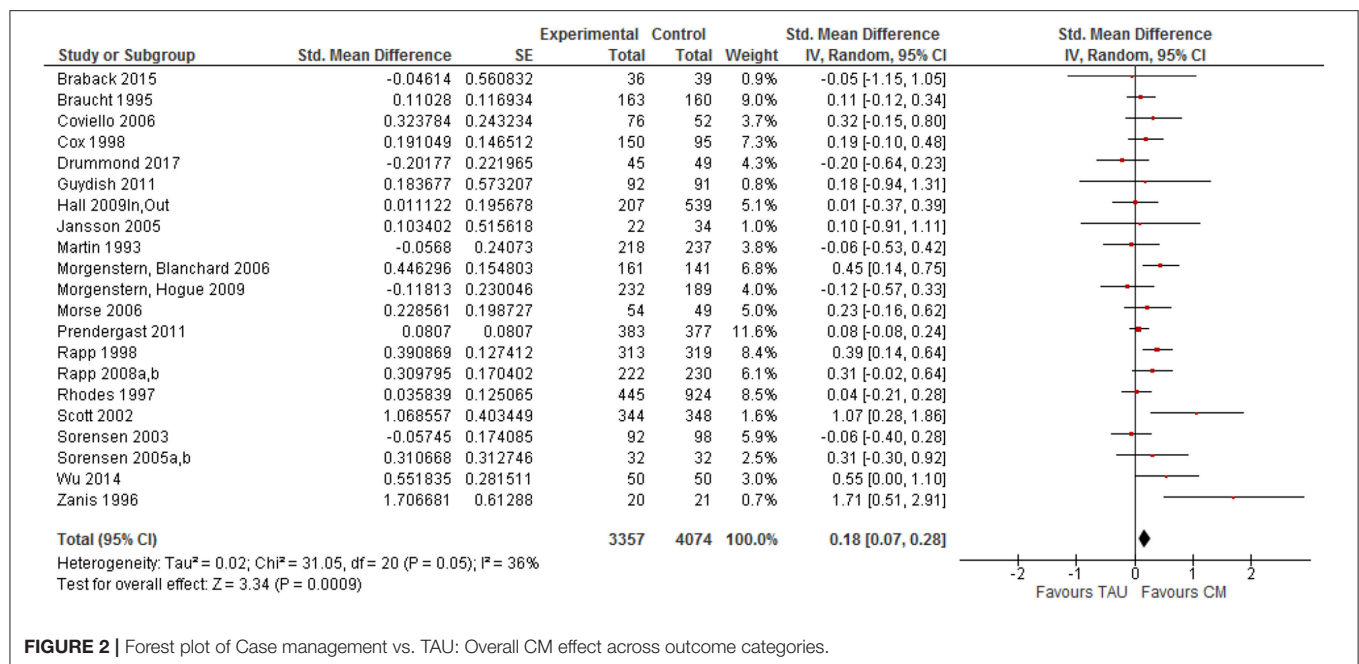 Experimental Control Std. Mean Difference Std. Mean Difference
Study or Subgroup Std. Mean Difference SE Total Total Weight IV, Random, 95% CI IV, Random, 95% CI
Braback 2015 -0.04614 0.560832 36 39 0.9% -0.05 [-1.15, 1.05]
Braucht 1995 0.11028 0.116934 163 160 9.0% 0.11 [-0.12, 0.34]
Coviello 2006 0.323784 0.243234 76 52 3.7% 0.32 [-0.15, 0.80]
Cox 1998 0.191049 0.146512 150 95 7.3% 0.19 [-0.10, 0.48]
Drummond 2017 -0.20177 0.221965 45 49 4.3% -0.20 [-0.64, 0.23]
Guydish 2011 0.183677 0.573207 92 91 0.8% 0.18 [-0.94, 1.31]
Hall 2009In,Out 0.011122 0.195678 207 539 5.1% 0.01 [-0.37, 0.39]
Jansson 2005 0.103402 0.515618 22 34 1.0% 0.10 [-0.91, 1.11]
Martin 1993 -0.0568 0.24073 218 237 3.8% -0.06 [-0.53, 0.42]
Morgenstern, Blanchard 2006 0.446296 0.154803 161 141 6.8% 0.45 [0.14, 0.75]
Morgenstern, Hogue 2009 -0.11813 0.230046 232 189 4.0% -0.12 [-0.57, 0.33]
Morse 2006 0.228561 0.198727 54 49 5.0% 0.23 [-0.16, 0.62]
Prendergast 2011 0.0807 0.0807 383 377 11.6% 0.08 [-0.08, 0.24]
Rapp 1998 0.390869 0.127412 313 319 8.4% 0.39 [0.14, 0.64]
Rapp 2008a,b 0.309795 0.170402 222 230 6.1% 0.31 [-0.02, 0.64]
Rhodes 1997 0.035839 0.125065 445 924 8.5% 0.04 [-0.21, 0.28]
Scott 2002 1.068557 0.403449 344 348 1.6% 1.07 [0.28, 1.86]
Sorensen 2003 -0.05745 0.174085 92 98 5.9% -0.06 [-0.40, 0.28]
Sorensen 2005a,b 0.310668 0.312746 32 32 2.5% 0.31 [-0.30, 0.92]
Wu 2014 0.551835 0.281511 50 50 3.0% 0.55 [0.00, 1.10]
Zanis 1996 1.706681 0.61288 20 21 0.7% 1.71 [0.51, 2.91]
Total (95% CI) 3357 4074 100.0% 0.18 [0.07, 0.28]
Heterogeneity: Tau² = 0.02; Chi² = 31.05, df = 20 (P = 0.05); I² = 36%
Test for overall effect: Z = 3.34 (P = 0.0009)
-2 -1 0 1 2
Favours TAU Favours CM
FIGURE 2 | Forest plot of Case management vs. TAU: Overall CM effect across outcome categories.